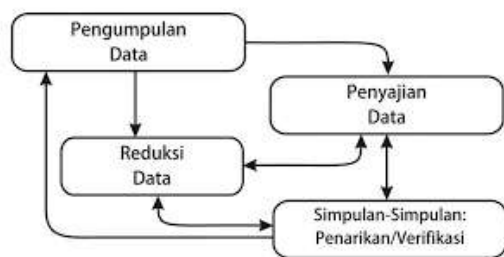 Pengumpulan
Data
Penyajian
Data
Reduksi
Data
Simpulan-Simpulan:
Penarikan/Verifikasi